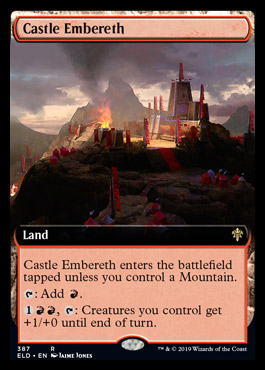 Castle Embereth
Land
Castle Embereth enters the battlefield
tapped unless you control a Mountain.
: Add .
1, : Creatures you control get
+1/+0 until end of turn.
387 R
ELD • EN Jaime Jones
™ & © 2019 Wizards of the Coast